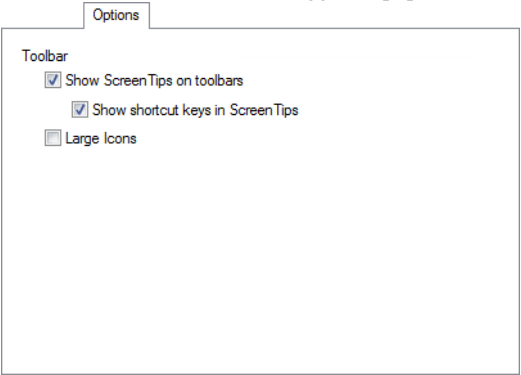 Options
Toolbar
Show ScreenTips on toolbars
Show shortcut keys in ScreenTips
Large Icons